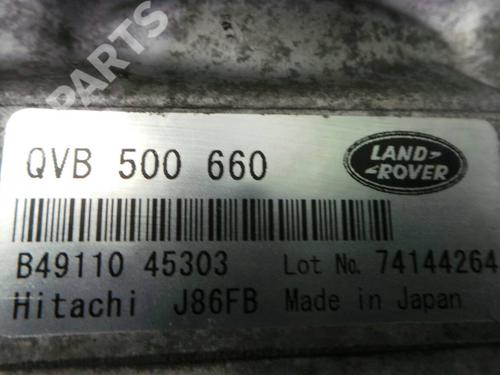 B-PARTS
QVB 500 660
LAND-
-ROVER
B49110 45303 Lot No. 74144264
Hitachi J86FB Made in Japan